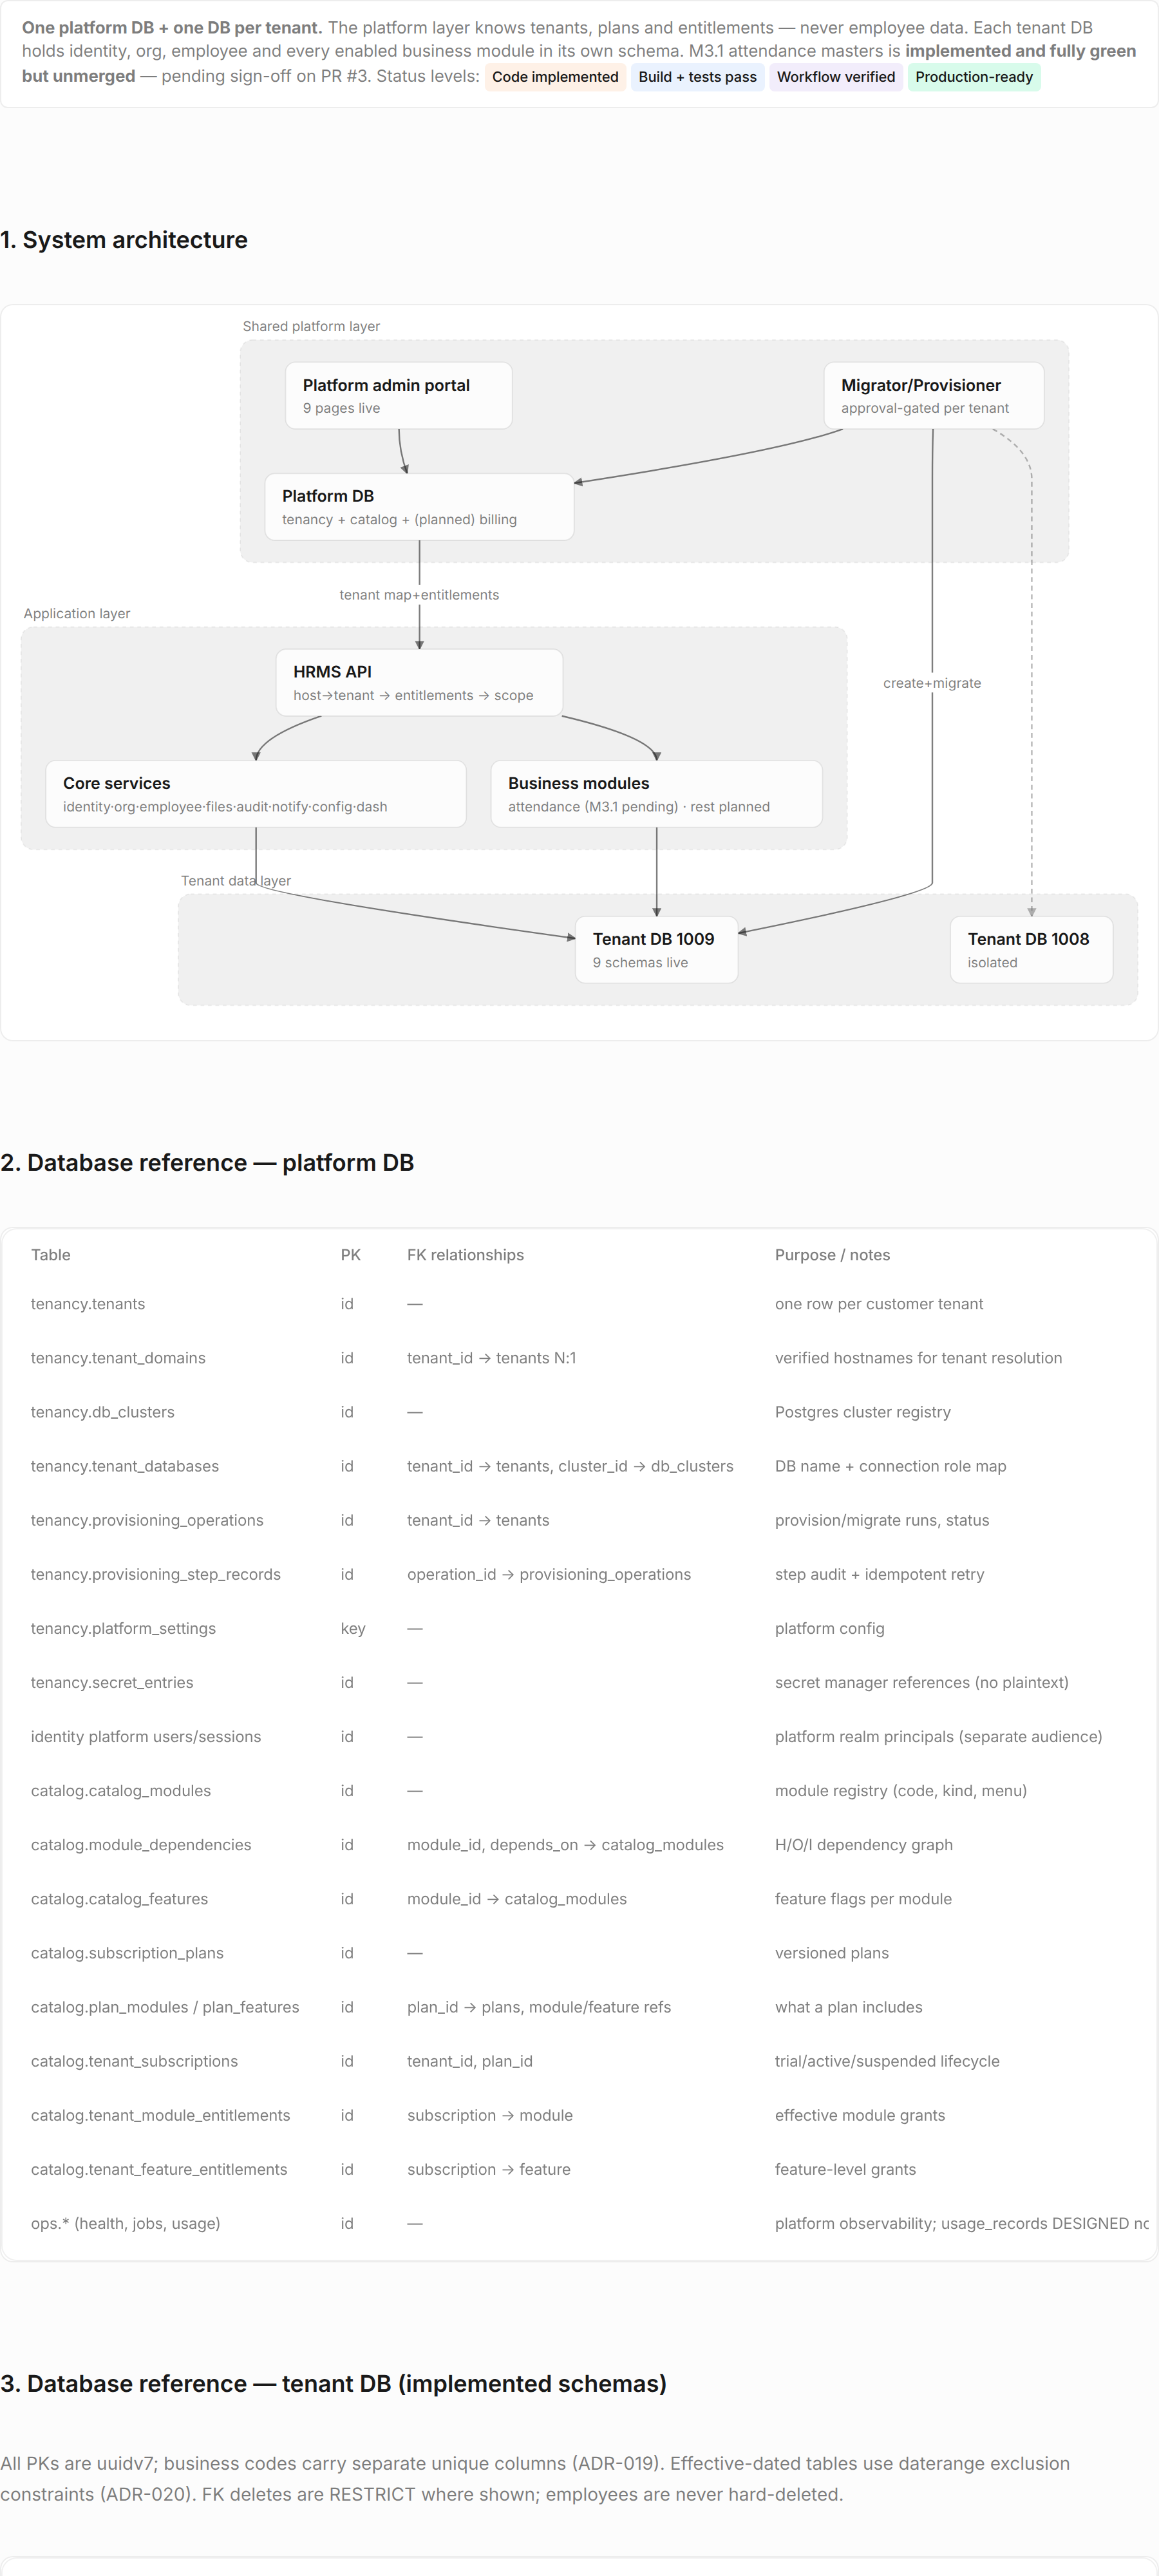 One platform DB + one DB per tenant. The platform layer knows tenants, plans and entitlements — never employee data. Each tenant DB
holds identity, org, employee and every enabled business module in its own schema. M3.1 attendance masters is implemented and fully green
but unmerged — pending sign-off on PR #3. Status levels: Code implemented Build + tests pass Workflow verified Production-ready
1. System architecture
Shared platform layer
Platform admin portal
9 pages live
Migrator/Provisioner
approval-gated per tenant
Platform DB
tenancy + catalog + (planned) billing
tenant map+entitlements
Application layer
HRMS API
host→tenant → entitlements → scope
create+migrate
Core services
identity·org·employee·files·audit·notify·config·dash
Business modules
attendance (M3.1 pending) · rest planned
Tenant data layer
Tenant DB 1009
9 schemas live
Tenant DB 1008
isolated
2. Database reference — platform DB
Table PK FK relationships Purpose / notes
tenancy.tenants id — one row per customer tenant
tenancy.tenant_domains id tenant_id → tenants N:1 verified hostnames for tenant resolution
tenancy.db_clusters id — Postgres cluster registry
tenancy.tenant_databases id tenant_id → tenants, cluster_id → db_clusters DB name + connection role map
tenancy.provisioning_operations id tenant_id → tenants provision/migrate runs, status
tenancy.provisioning_step_records id operation_id → provisioning_operations step audit + idempotent retry
tenancy.platform_settings key — platform config
tenancy.secret_entries id — secret manager references (no plaintext)
identity platform users/sessions id — platform realm principals (separate audience)
catalog.catalog_modules id — module registry (code, kind, menu)
catalog.module_dependencies id module_id, depends_on → catalog_modules H/O/I dependency graph
catalog.catalog_features id module_id → catalog_modules feature flags per module
catalog.subscription_plans id — versioned plans
catalog.plan_modules / plan_features id plan_id → plans, module/feature refs what a plan includes
catalog.tenant_subscriptions id tenant_id, plan_id trial/active/suspended lifecycle
catalog.tenant_module_entitlements id subscription → module effective module grants
catalog.tenant_feature_entitlements id subscription → feature feature-level grants
ops.* (health, jobs, usage) id — platform observability; usage_records DESIGNED
3. Database reference — tenant DB (implemented schemas)
All PKs are uuidv7; business codes carry separate unique columns (ADR-019). Effective-dated tables use daterange exclusion
constraints (ADR-020). FK deletes are RESTRICT where shown; employees are never hard-deleted.